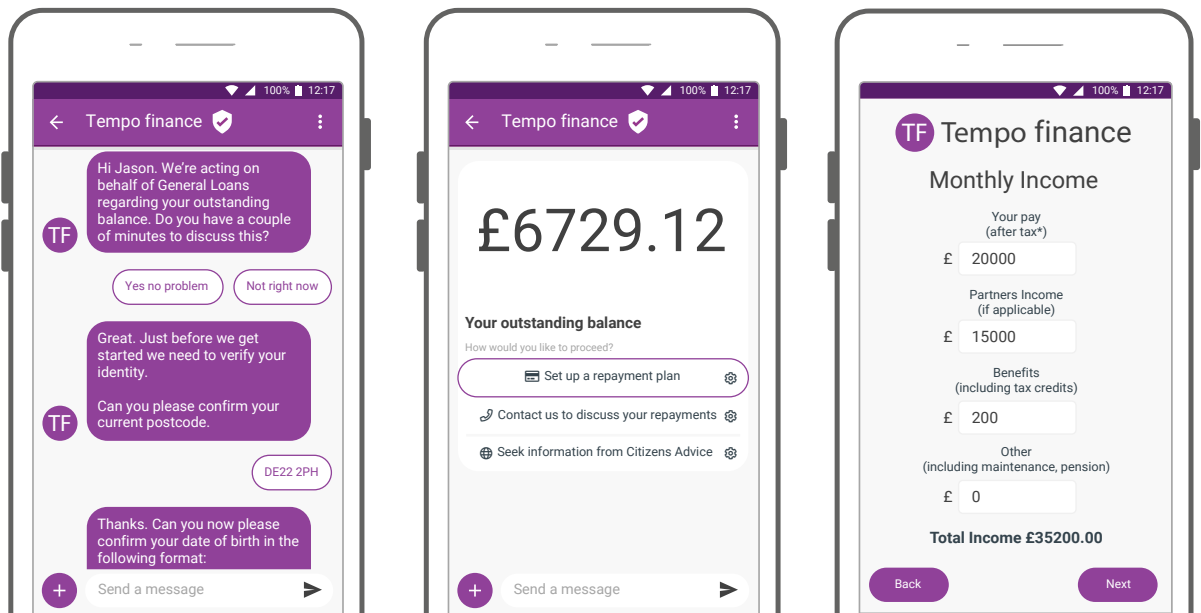 100% 12:17
Tempo finance
Hi Jason. We're acting on
behalf of General Loans
regarding your outstanding
balance. Do you have a couple
of minutes to discuss this?
TF
Yes no problem
Not right now
Great. Just before we get
started we need to verify your
identity.
Can you please confirm your
current postcode.
TF
DE22 2PH
Thanks. Can you now please
confirm your date of birth in the
following format:
+ Send a message
100% 12:17
Tempo finance
£6729.12
Your outstanding balance
How would you like to proceed?
Set up a repayment plan
Contact us to discuss your repayments
Seek information from Citizens Advice
+ Send a message
100% 12:17
TF Tempo finance
Monthly Income
Your pay
(after tax*)
£ 20000
Partners Income
(if applicable)
£ 15000
Benefits
(including tax credits)
£ 200
Other
(including maintenance, pension)
£ 0
Total Income £35200.00
Back
Next